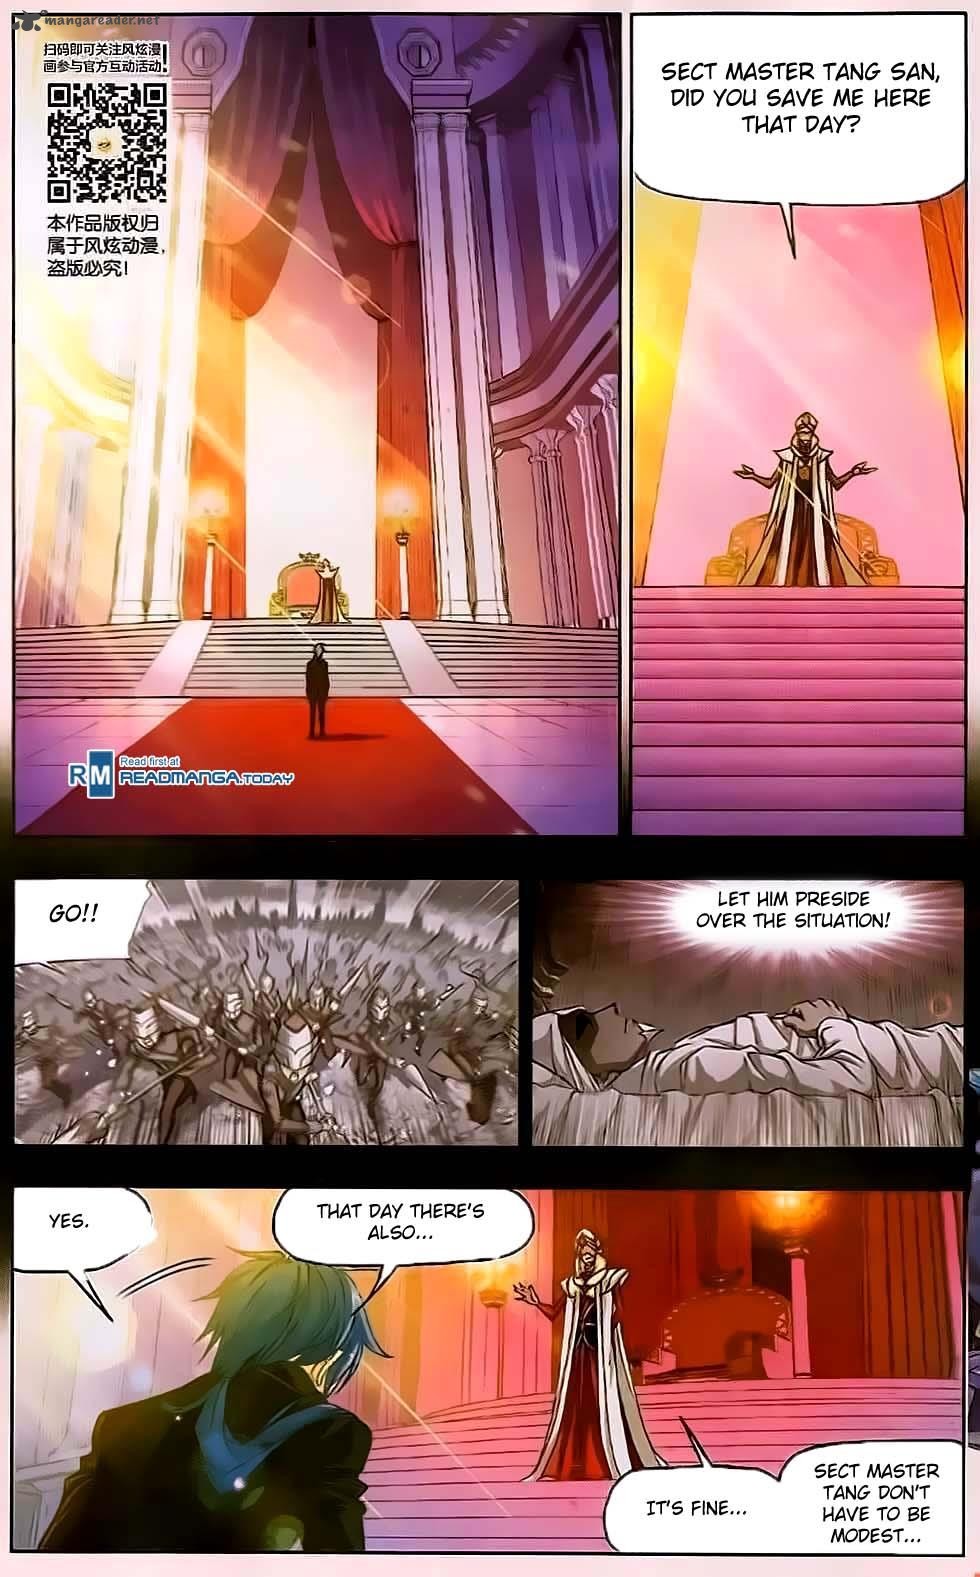 mangareader.net
扫码即可关注风炫漫
画参与官方互动活动!
本作品版权归
属于风炫动漫，
盗版必究!
SECT MASTER TANG SAN,
DID YOU SAVE ME HERE
THAT DAY?
RM
Read first at
READMANGA.TODAY
GO!!
LET HIM PRESIDE
OVER THE SITUATION!
YES.
THAT DAY THERE'S
ALSO...
IT'S FINE...
SECT MASTER
TANG DON'T
HAVE TO BE
MODEST...